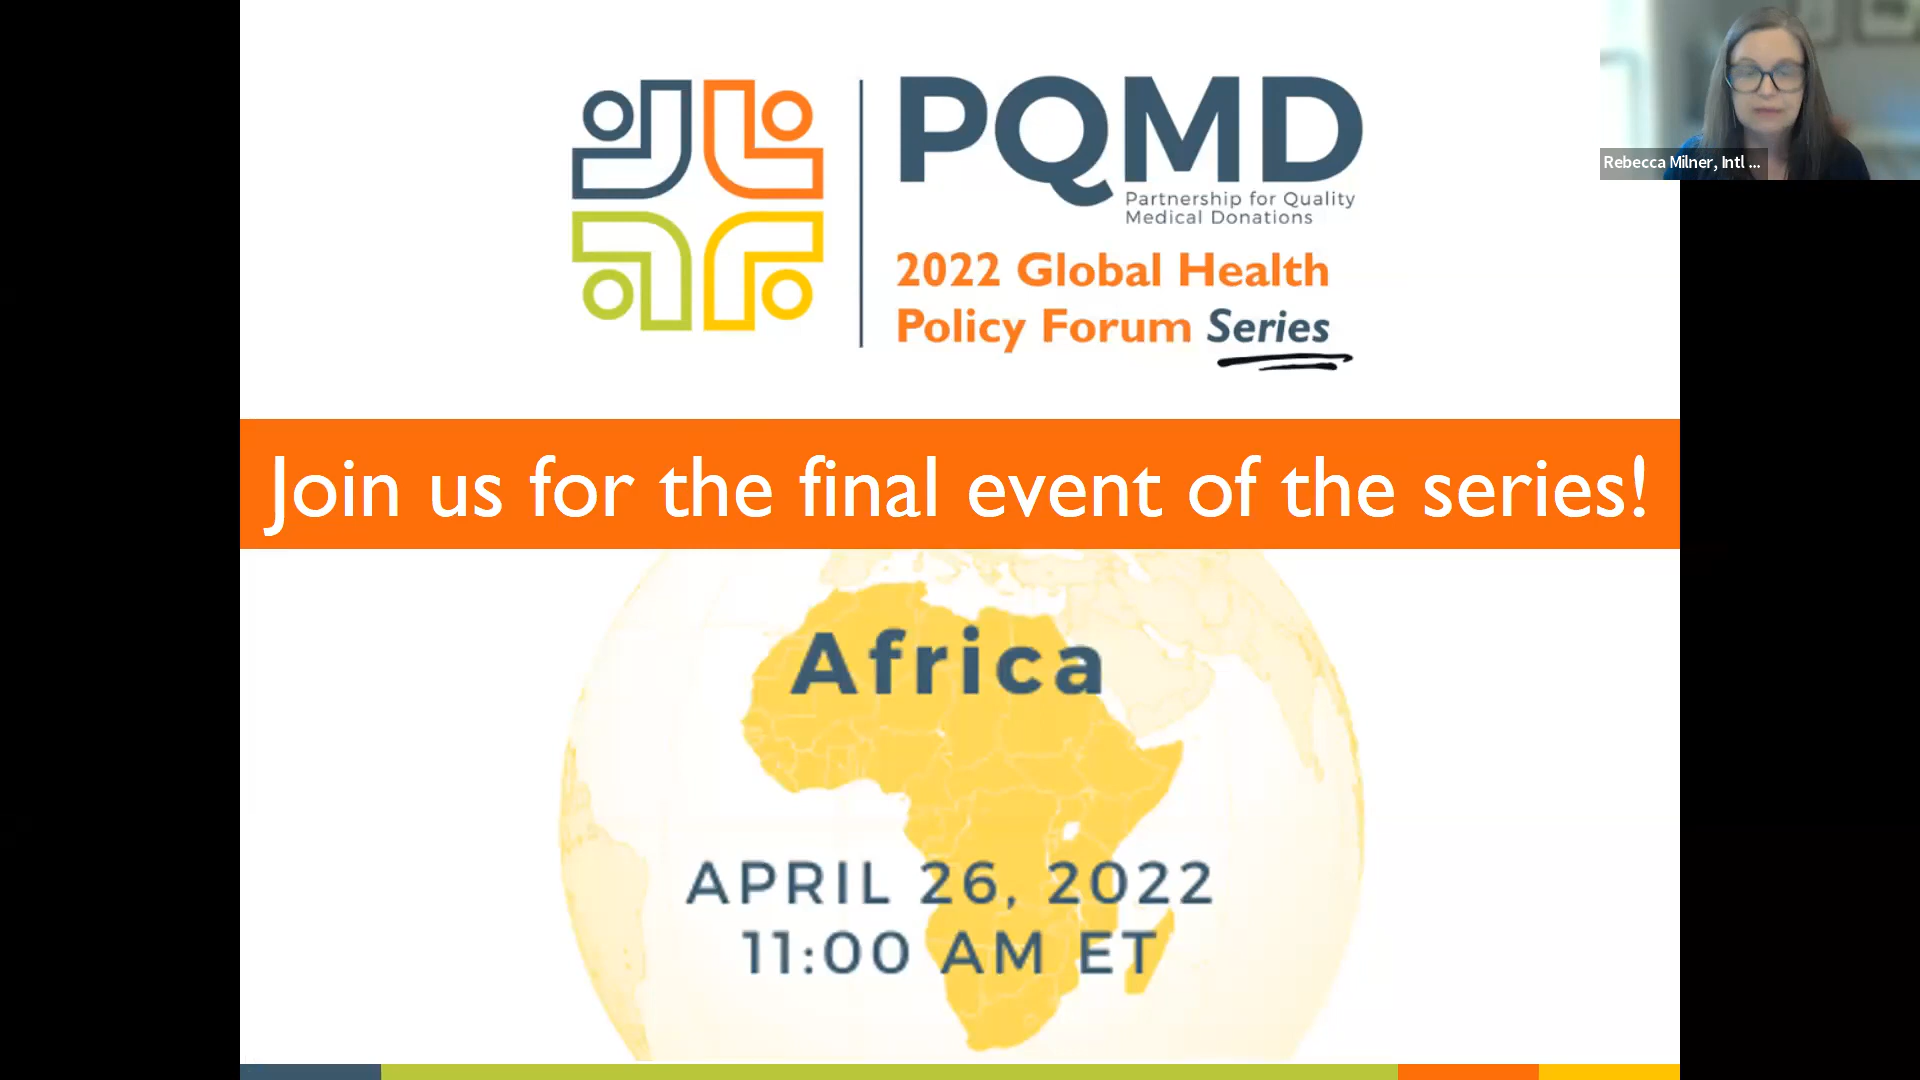 PQMD
Partnership for Quality
Medical Donations
2022 Global Health
Policy Forum Series
Rebecca Milner, Intl ...
Join us for the final event of the series!
Africa
APRIL 26, 2022
11:00 AM ET